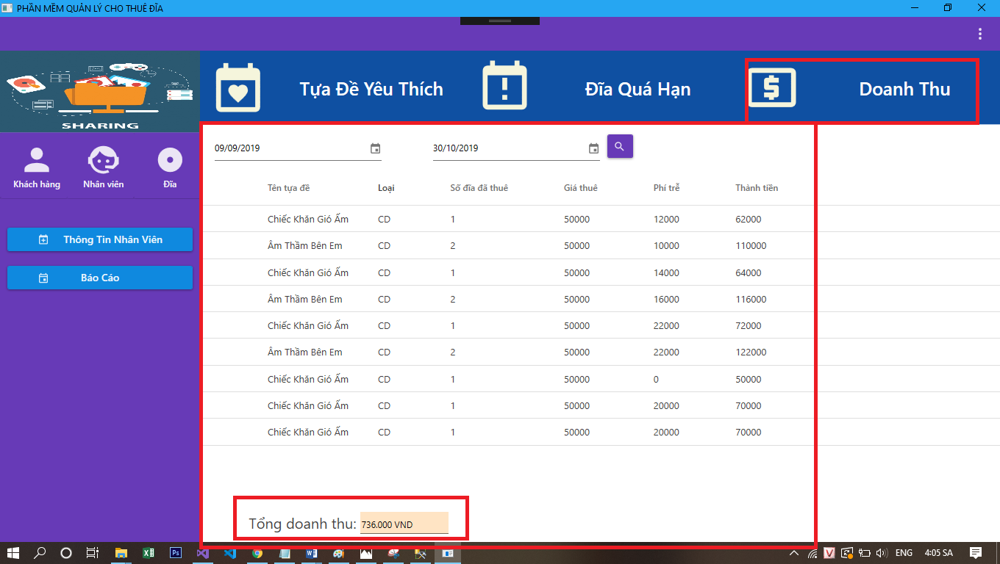 PHẦN MỀM QUẢN LÝ CHO THUÊ ĐĨA
SHARING
Tựa Đề Yêu Thích
Đĩa Quá Hạn
Doanh Thu
Khách hàng
Nhân viên
Đĩa
Thông Tin Nhân Viên
Báo Cáo
09/09/2019
30/10/2019
Tên tựa đề Loại Số đĩa đã thuê Giá thuê Phí trễ Thành tiền
Chiếc Khăn Gió Ấm CD 1 50000 12000 62000
Âm Thầm Bên Em CD 2 50000 10000 110000
Chiếc Khăn Gió Ấm CD 1 50000 14000 64000
Âm Thầm Bên Em CD 2 50000 16000 116000
Chiếc Khăn Gió Ấm CD 1 50000 22000 72000
Âm Thầm Bên Em CD 2 50000 22000 122000
Chiếc Khăn Gió Ấm CD 1 50000 0 50000
Chiếc Khăn Gió Ấm CD 1 50000 20000 70000
Chiếc Khăn Gió Ấm CD 1 50000 20000 70000
Tổng doanh thu: 736.000 VND
Ps
ENG
4:05 SA